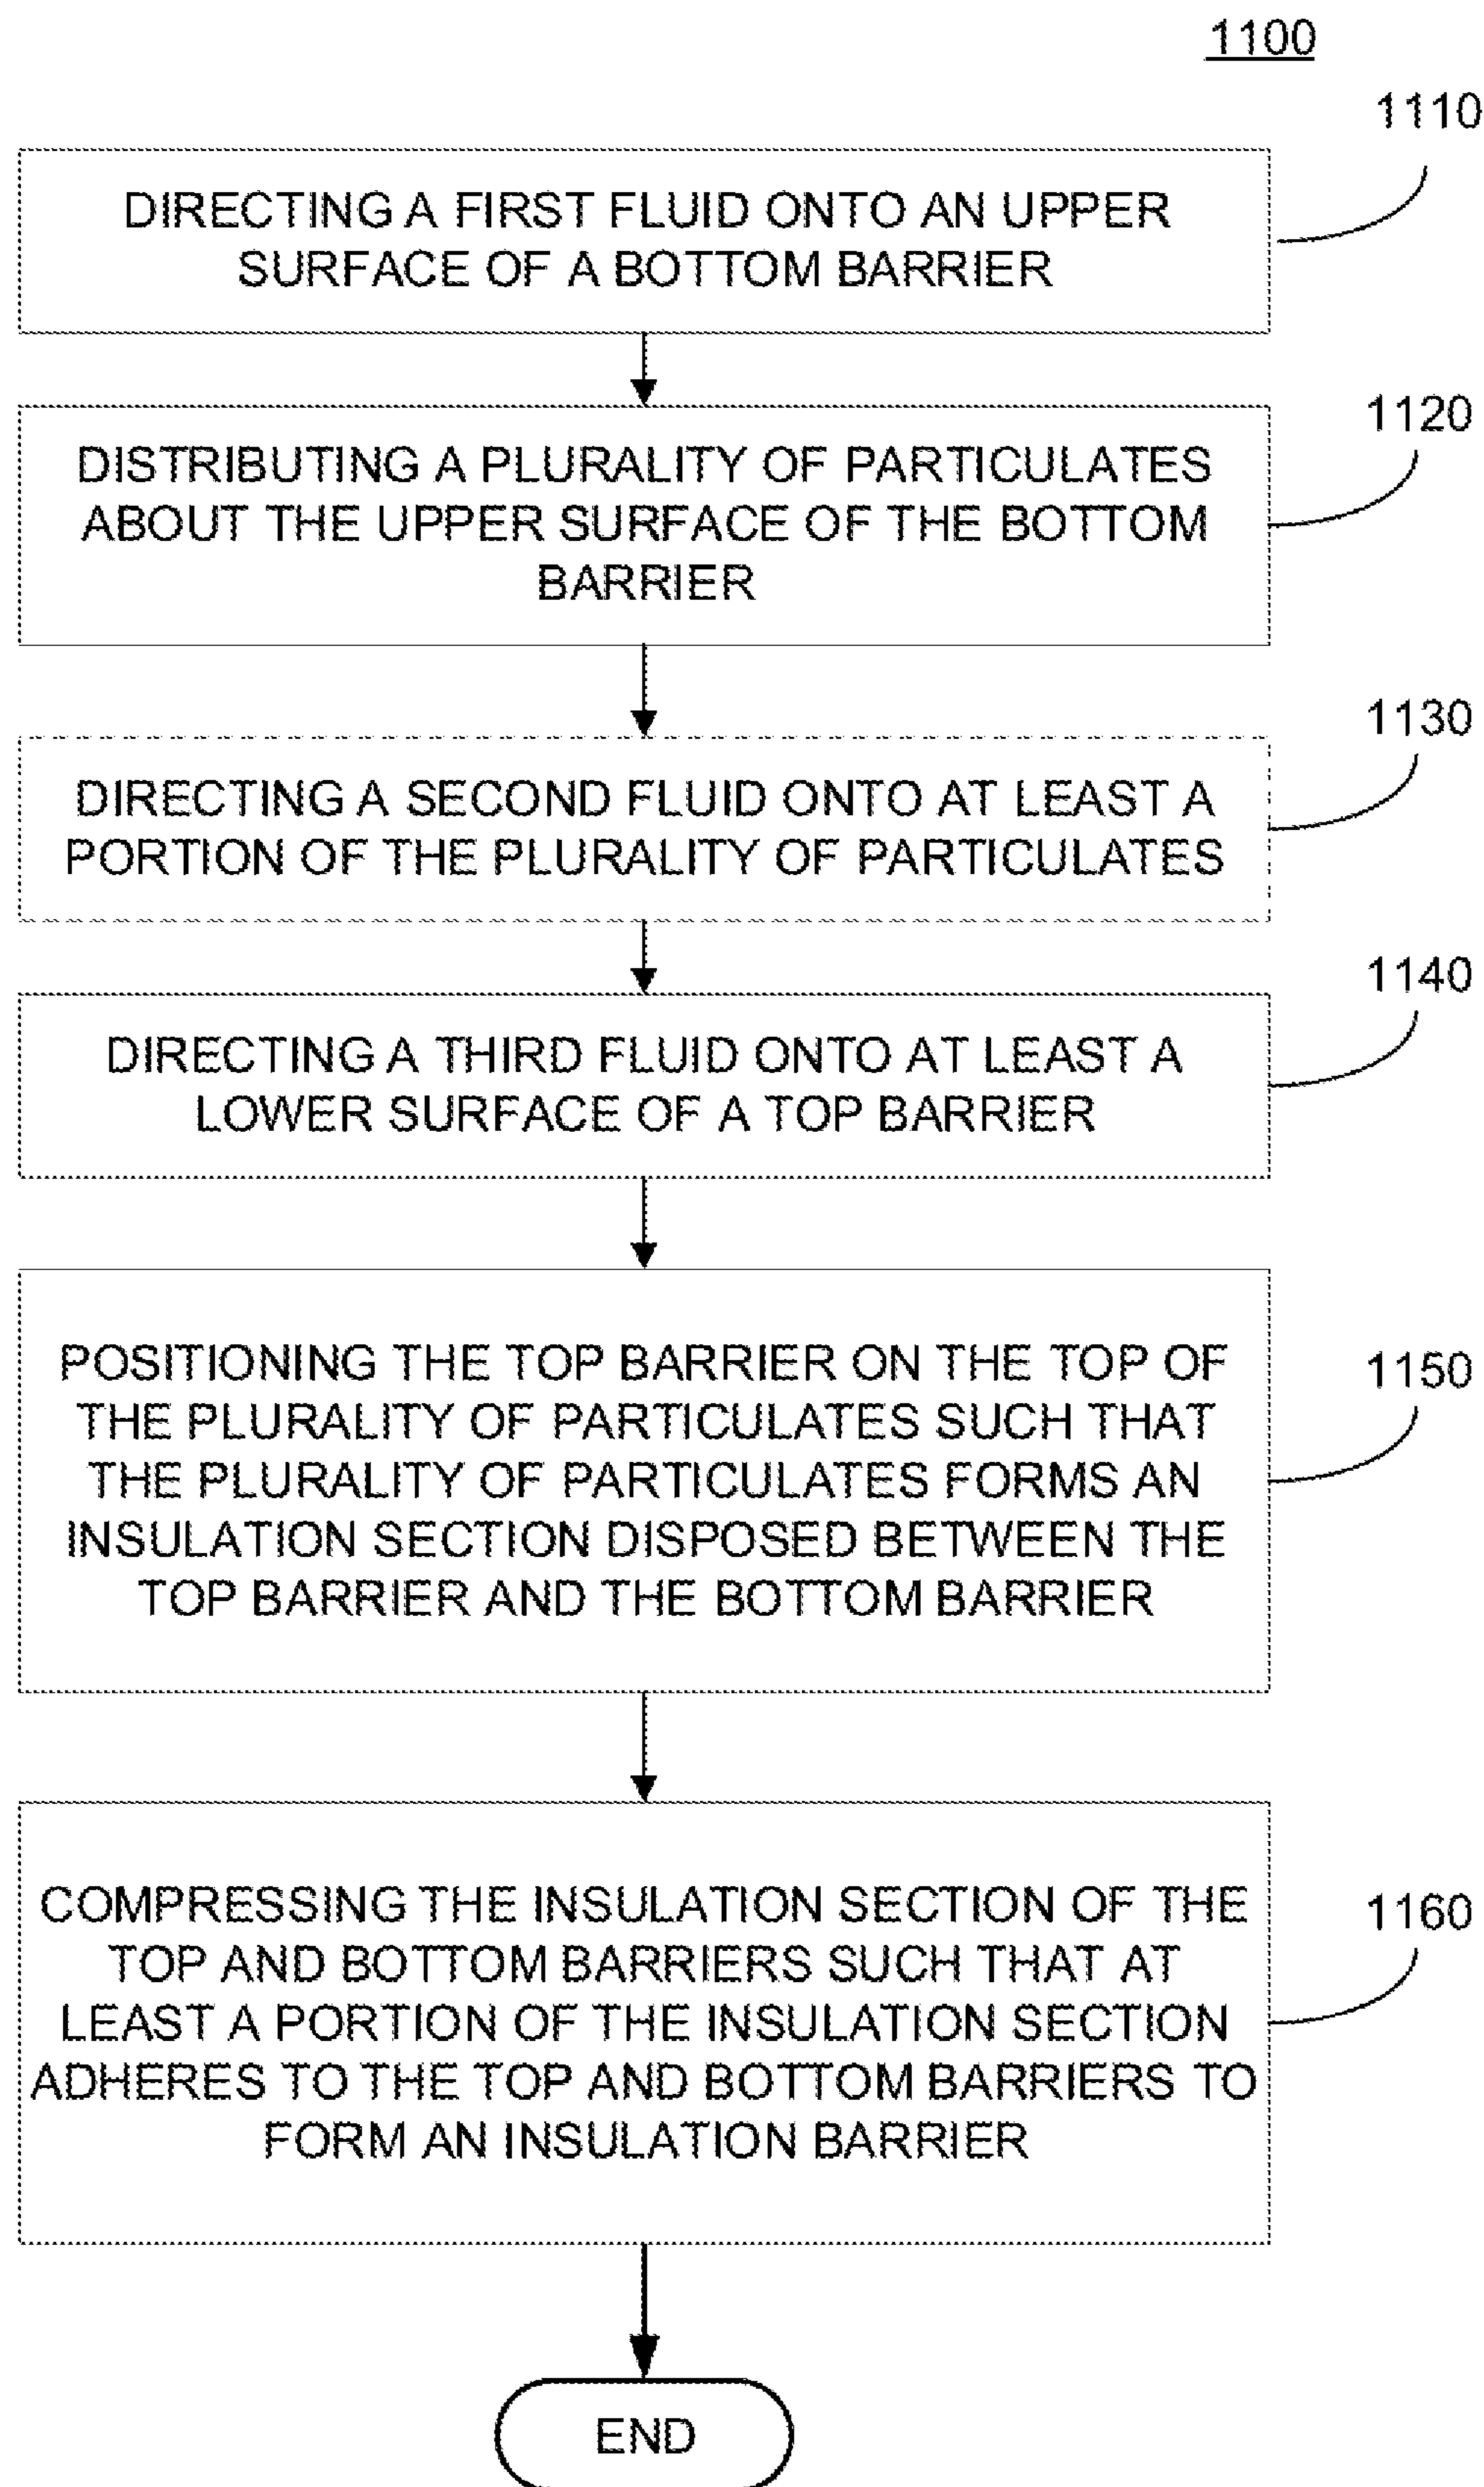 1100
1110
DIRECTING A FIRST FLUID ONTO AN UPPER
SURFACE OF A BOTTOM BARRIER
1120
DISTRIBUTING A PLURALITY OF PARTICULATES
ABOUT THE UPPER SURFACE OF THE BOTTOM
BARRIER
1130
DIRECTING A SECOND FLUID ONTO AT LEAST A
PORTION OF THE PLURALITY OF PARTICULATES
1140
DIRECTING A THIRD FLUID ONTO AT LEAST A
LOWER SURFACE OF A TOP BARRIER
1150
POSITIONING THE TOP BARRIER ON THE TOP OF
THE PLURALITY OF PARTICULATES SUCH THAT
THE PLURALITY OF PARTICULATES FORMS AN
INSULATION SECTION DISPOSED BETWEEN THE
TOP BARRIER AND THE BOTTOM BARRIER
1160
COMPRESSING THE INSULATION SECTION OF THE
TOP AND BOTTOM BARRIERS SUCH THAT AT
LEAST A PORTION OF THE INSULATION SECTION
ADHERES TO THE TOP AND BOTTOM BARRIERS TO
FORM AN INSULATION BARRIER
END